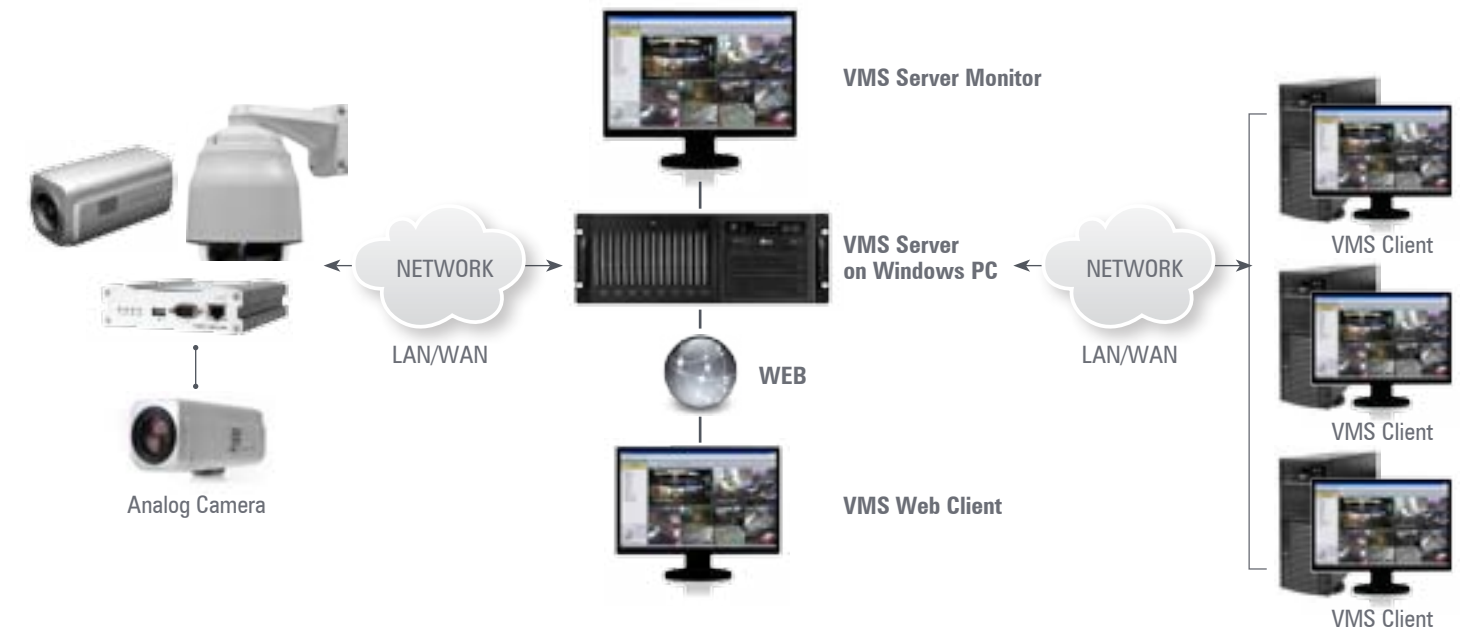 VMS Server Monitor
NETWORK
LAN/WAN
Analog Camera
VMS Server
on Windows PC
WEB
VMS Web Client
NETWORK
LAN/WAN
VMS Client
VMS Client
VMS Client